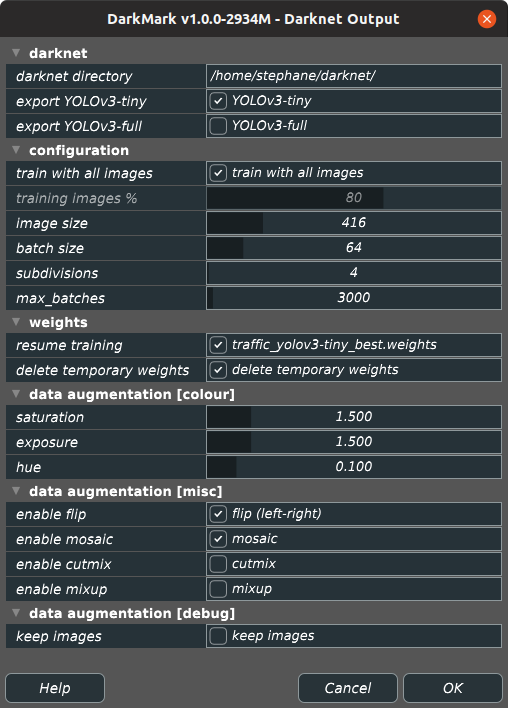 DarkMark v1.0.0-2934M - Darknet Output
darknet
darknet directory /home/stephane/darknet/
export YOLOv3-tiny YOLOv3-tiny
export YOLOv3-full YOLOv3-full
configuration
train with all images train with all images
training images % 80
image size 416
batch size 64
subdivisions 4
max_batches 3000
weights
resume training traffic_yolov3-tiny_best.weights
delete temporary weights delete temporary weights
data augmentation [colour]
saturation 1.500
exposure 1.500
hue 0.100
data augmentation [misc]
enable flip flip (left-right)
enable mosaic mosaic
enable cutmix cutmix
enable mixup mixup
data augmentation [debug]
keep images keep images
Help Cancel OK